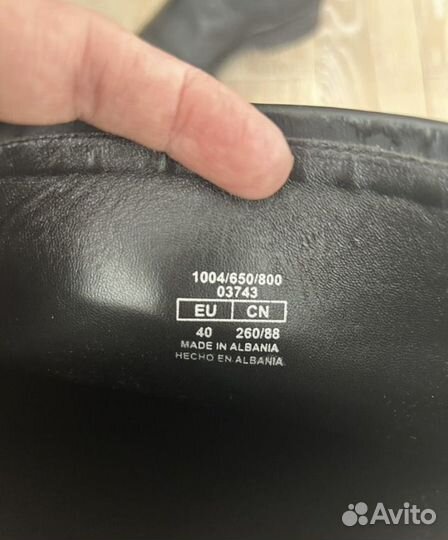 1004/650/800
03743
EU CN
40 260/88
MADE IN ALBANIA
HECHO EN ALBANIA
Avito